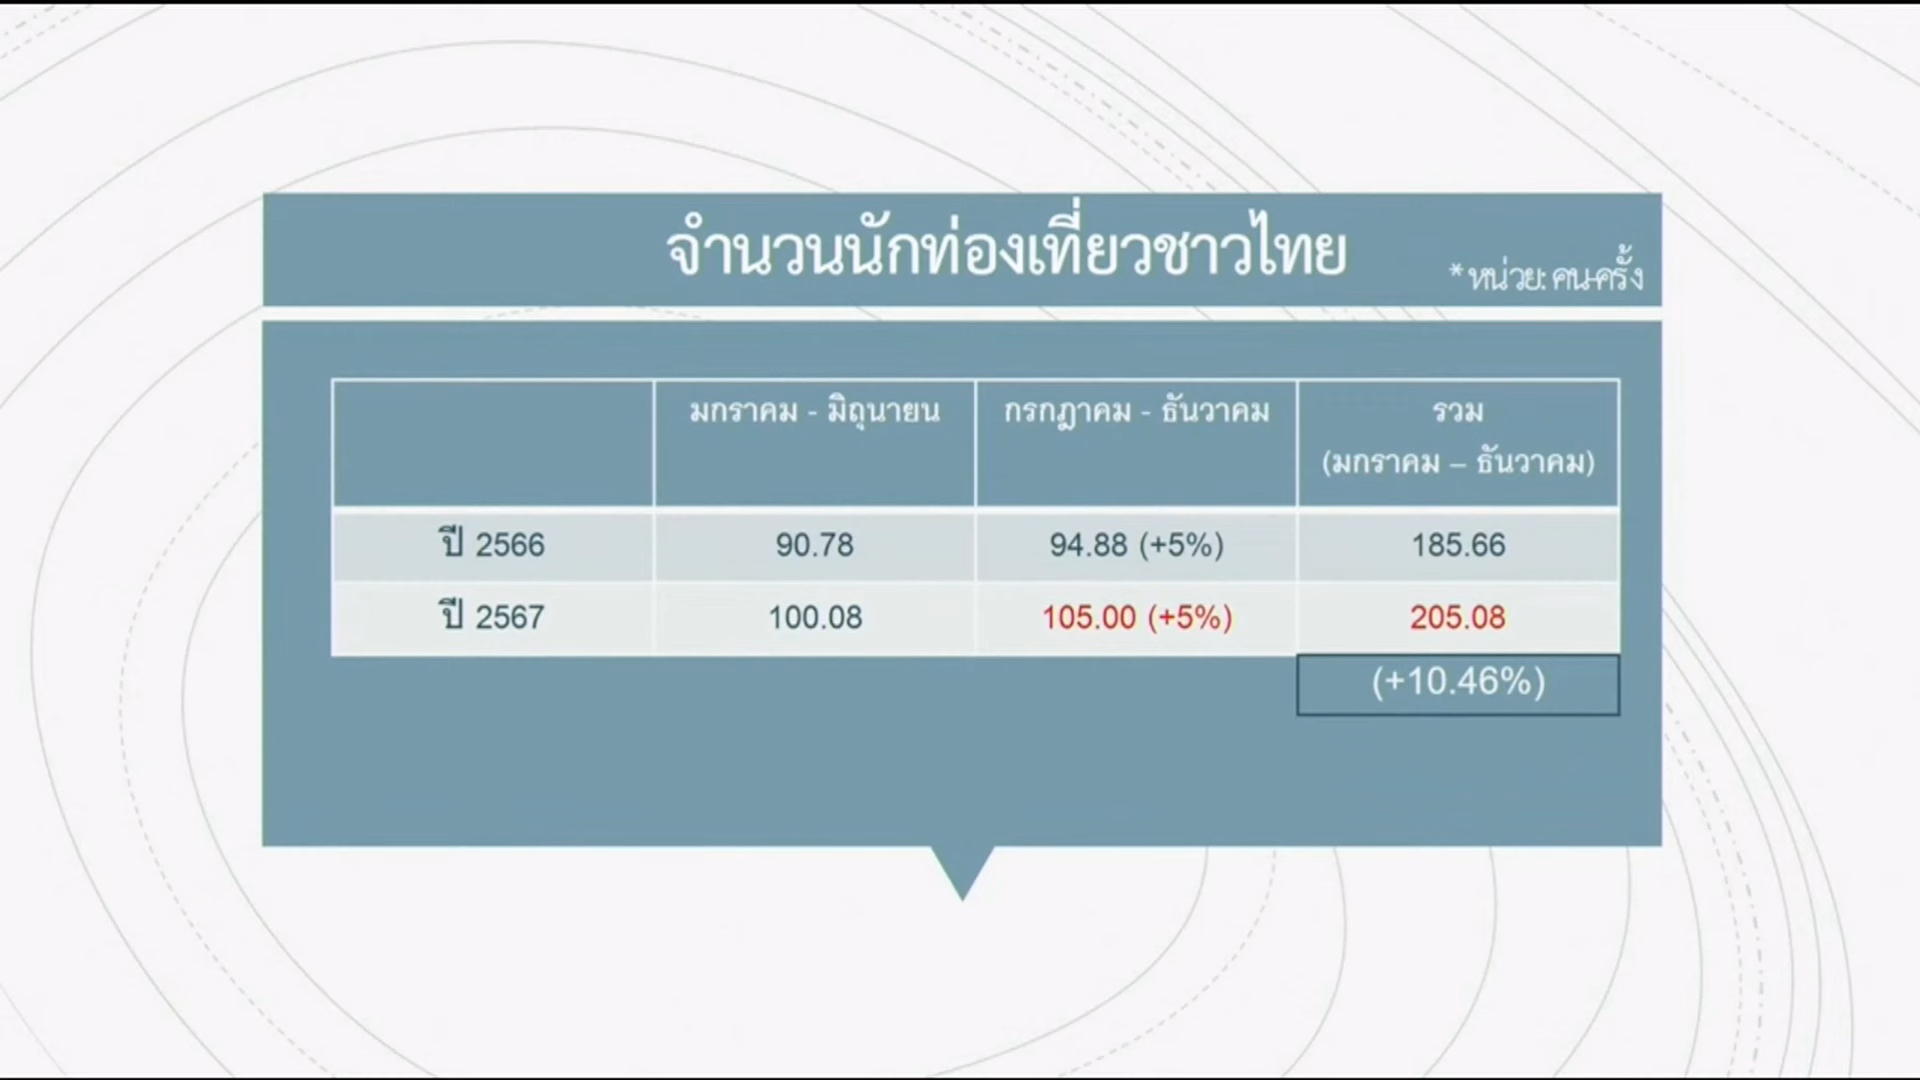 จำนวนนักท่องเที่ยวชาวไทย *หน่วย: คน-ครั้ง
มกราคม - มิถุนายน กรกฎาคม - ธันวาคม รวม
(มกราคม – ธันวาคม)
ปี 2566 90.78 94.88 (+5%) 185.66
ปี 2567 100.08 105.00 (+5%) 205.08
(+10.46%)